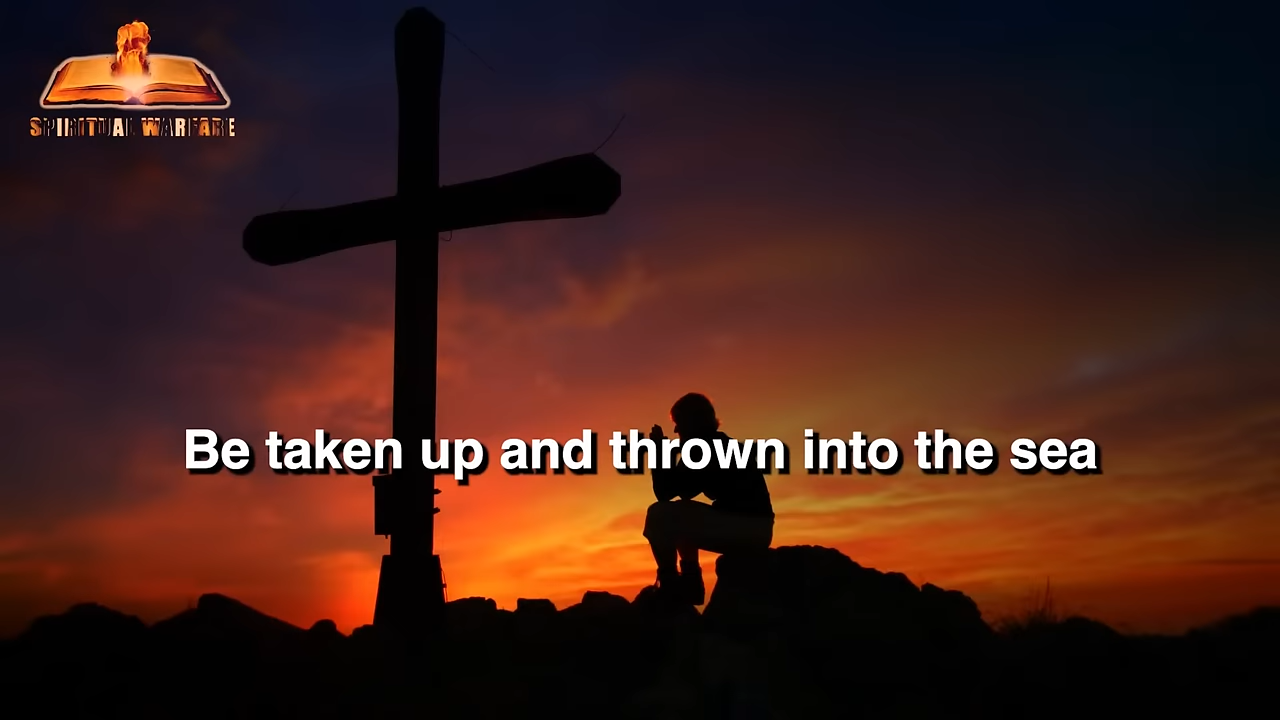 SPIRITUAL WARFARE
Be taken up and thrown into the sea